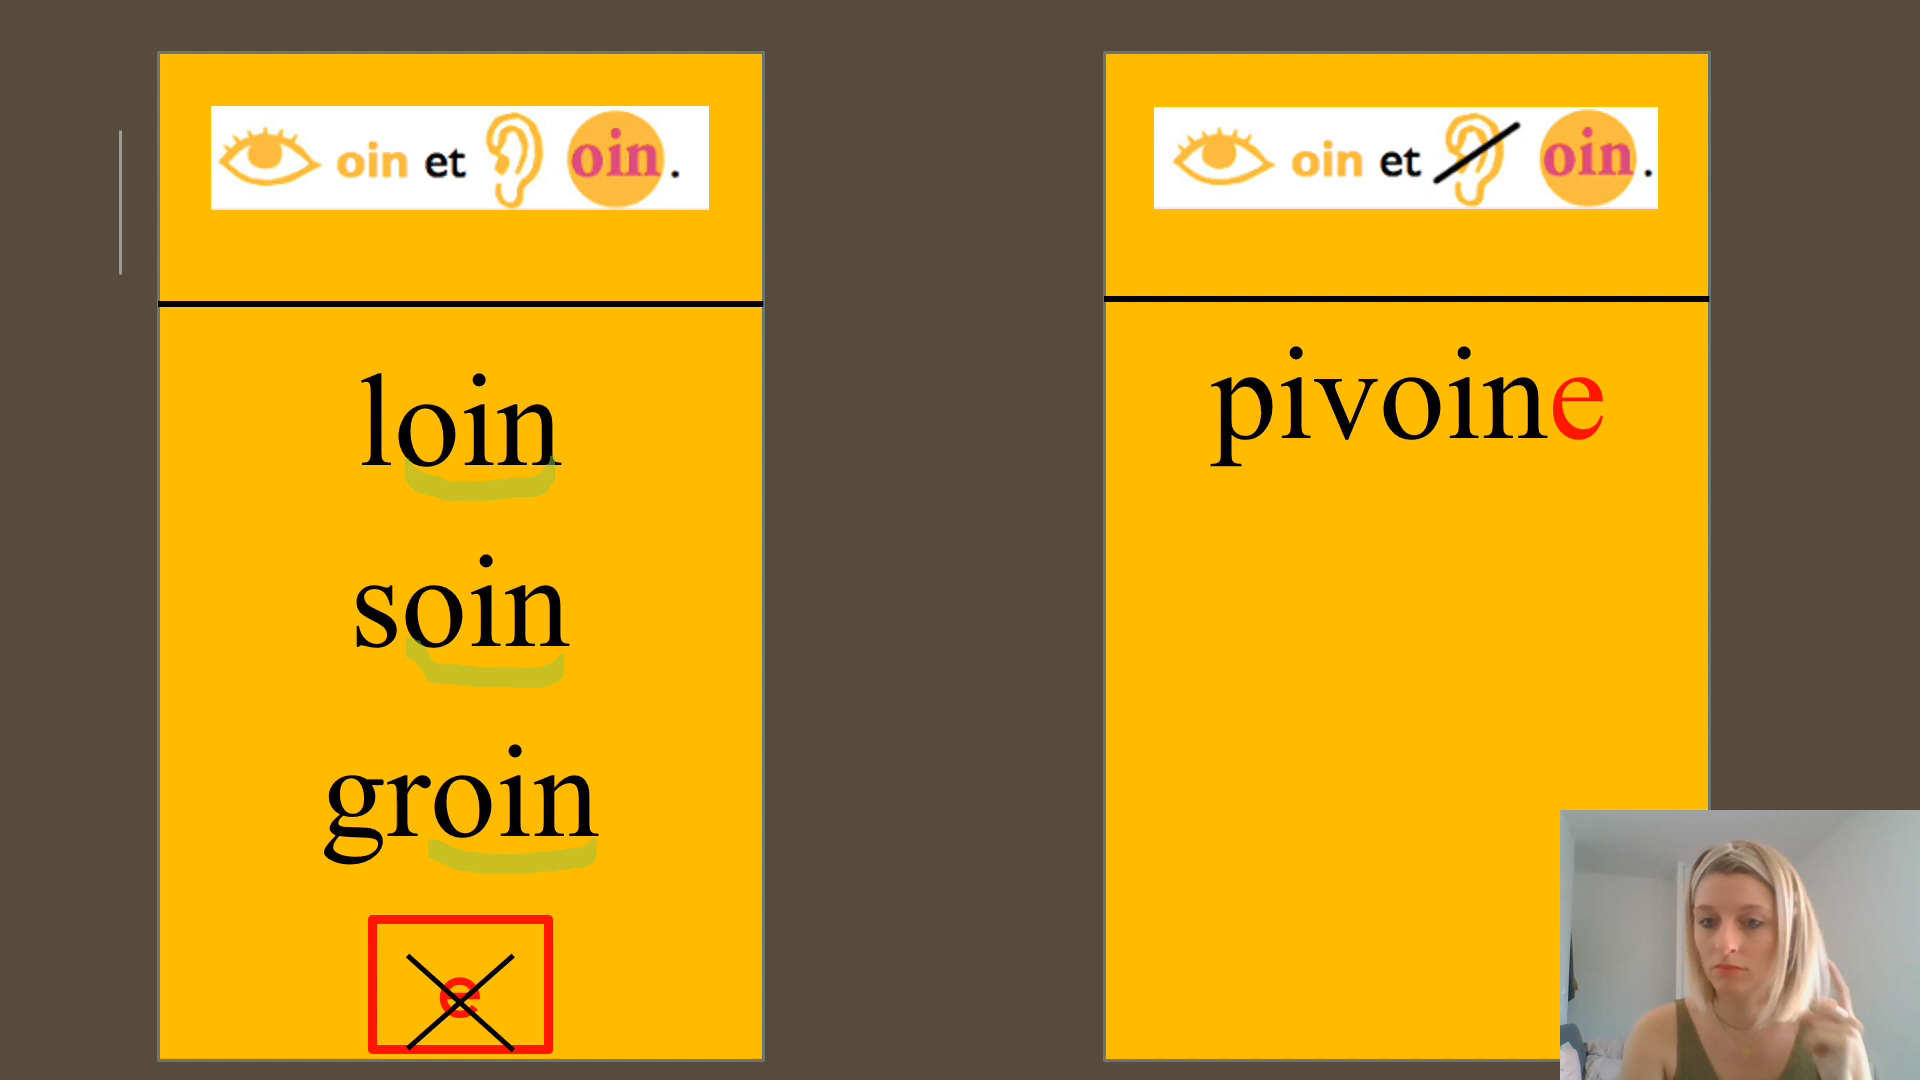 oin et oin .
loin
soin
groin
e
oin et oin .
pivoine